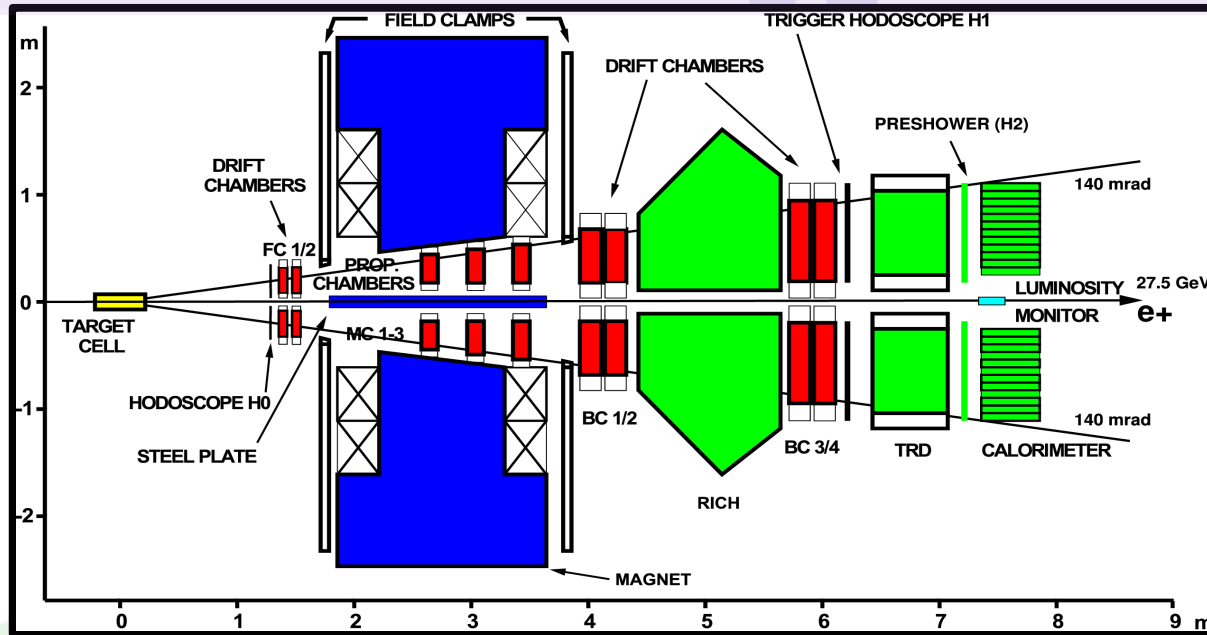 FIELD CLAMPS
TRIGGER HODOSCOPE H1
m
DRIFT CHAMBERS
2
PRESHOWER (H2)
DRIFT
CHAMBERS
1
140 mrad
FC 1/2
PROP.
CHAMBERS
27.5 GeV
0
LUMINOSITY
e+
TARGET
CELL
MONITOR
MC 1-3
HODOSCOPE H0
-1
BC 1/2
140 mrad
BC 3/4
TRD
CALORIMETER
STEEL PLATE
RICH
-2
MAGNET
0 1 2 3 4 5 6 7 8 9 m